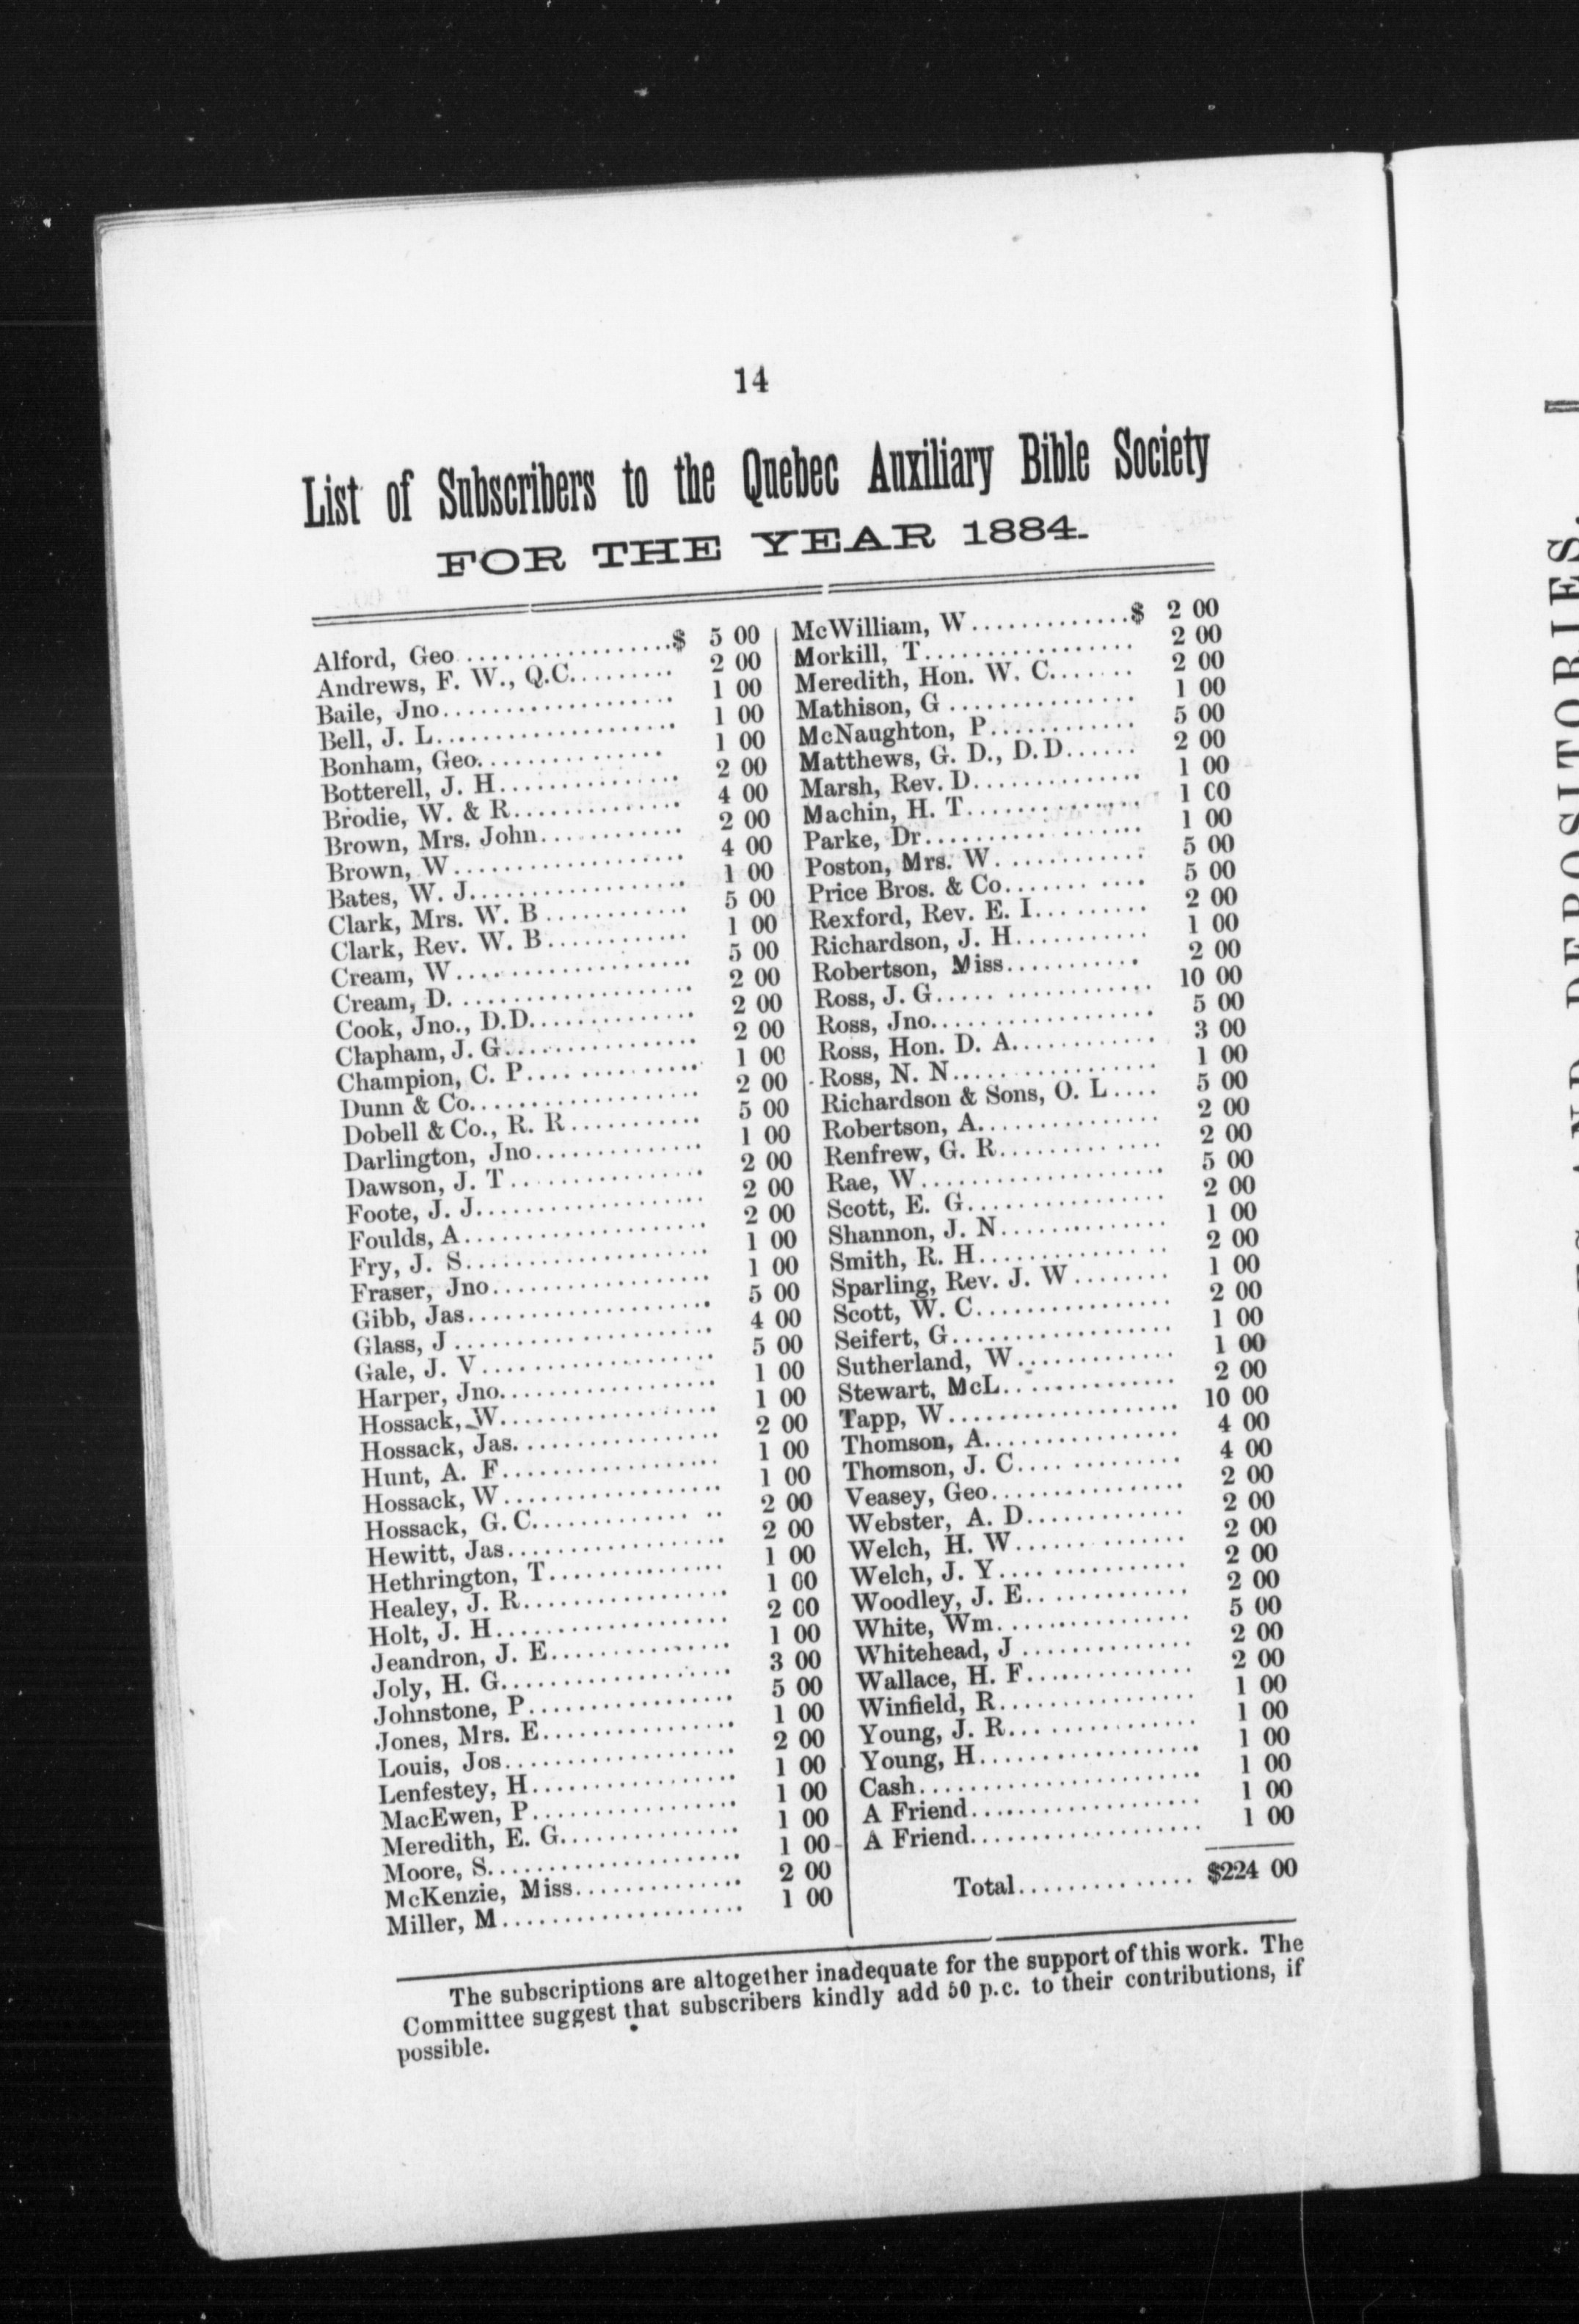 14
List of Subscribers to the Quebec Auxiliary Bible Society
FOR THE YEAR 1884.
Alford, Geo..................$ 5 00
Andrews, F. W., Q.C......... 2 00
Baile, Jno................... 1 00
Bell, J. L.................... 1 00
Bonham, Geo................ 1 00
Botterell, J. H............... 2 00
Brodie, W. & R.............. 4 00
Brown, Mrs. John............ 2 00
Brown, W................... 4 00
Bates, W. J.................. 1 00
Clark, Mrs. W. B............ 5 00
Clark, Rev. W. B............ 1 00
Cream, W.................... 5 00
Cream, D.................... 2 00
Cook, Jno., D.D.............. 2 00
Clapham, J. G................ 2 00
Champion, C. P.............. 1 00
Dunn & Co................... 2 00
Dobell & Co., R. R........... 5 00
Darlington, Jno.............. 1 00
Dawson, J. T................ 2 00
Foote, J. J................... 2 00
Foulds, A.................... 2 00
Fry, J. S..................... 1 00
Fraser, Jno.................. 1 00
Gibb, Jas.................... 5 00
Glass, J..................... 4 00
Gale, J. V................... 5 00
Harper, Jno.................. 1 00
Hossack, W.................. 1 00
Hossack, Jas................. 2 00
Hunt, A. F.................. 1 00
Hossack, W.................. 1 00
Hossack, G. C............... 2 00
Hewitt, Jas.................. 2 00
Hethrington, T.............. 1 00
Healey, J. R................. 1 00
Holt, J. H................... 2 00
Jeandron, J. E............... 1 00
Joly, H. G................... 3 00
Johnstone, P................. 5 00
Jones, Mrs. E................ 1 00
Louis, Jos................... 2 00
Lenfestey, H................. 1 00
MacEwen, P................. 1 00
Meredith, E. G............... 1 00
Moore, S..................... 1 00
McKenzie, Miss.............. 2 00
Miller, M.................... 1 00
McWilliam, W.............$ 2 00
Morkill, T.................. 2 00
Meredith, Hon. W. C....... 2 00
Mathison, G............... 1 00
McNaughton, P............ 5 00
Matthews, G. D., D.D...... 2 00
Marsh, Rev. D.............. 1 00
Machin, H. T.............. 1 00
Parke, Dr.................. 1 00
Poston, Mrs. W............ 5 00
Price Bros. & Co........... 5 00
Rexford, Rev. E. I......... 2 00
Richardson, J. H........... 1 00
Robertson, Miss........... 2 00
Ross, J. G.................. 10 00
Ross, Jno................... 5 00
Ross, Hon. D. A............ 3 00
Ross, N. N................. 1 00
Richardson & Sons, O. L.... 5 00
Robertson, A............... 2 00
Renfrew, G. R............. 2 00
Rae, W.................... 5 00
Scott, E. G................ 2 00
Shannon, J. N.............. 1 00
Smith, R. H............... 2 00
Sparling, Rev. J. W........ 1 00
Scott, W. C................ 2 00
Seifert, G.................. 1 00
Sutherland, W............. 1 00
Stewart, McL.............. 2 00
Tapp, W................... 10 00
Thomson, A................ 4 00
Thomson, J. C............. 4 00
Veasey, Geo................ 2 00
Webster, A. D............. 2 00
Welch, H. W.............. 2 00
Welch, J. Y................ 2 00
Woodley, J. E............. 2 00
White, Wm................ 5 00
Whitehead, J.............. 2 00
Wallace, H. F.............. 2 00
Winfield, R................ 1 00
Young, J. R................ 1 00
Young, H................... 1 00
Cash....................... 1 00
A Friend................... 1 00
A Friend................... 1 00
Total............... $224 00
The subscriptions are altogether inadequate for the support of this work. The
Committee suggest that subscribers kindly add 50 p.c. to their contributions, if
possible.